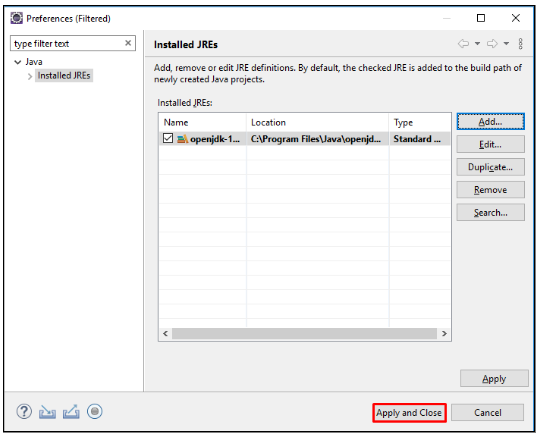 Preferences (Filtered)
type filter text
Installed JREs
Java
Installed JREs
Add, remove or edit JRE definitions. By default, the checked JRE is added to the build path of
newly created Java projects.
Installed JREs:
Name Location Type
openjdk-1... C:\Program Files\Java\openjd... Standard ...
Add...
Edit...
Duplicate...
Remove
Search...
Apply
Apply and Close Cancel